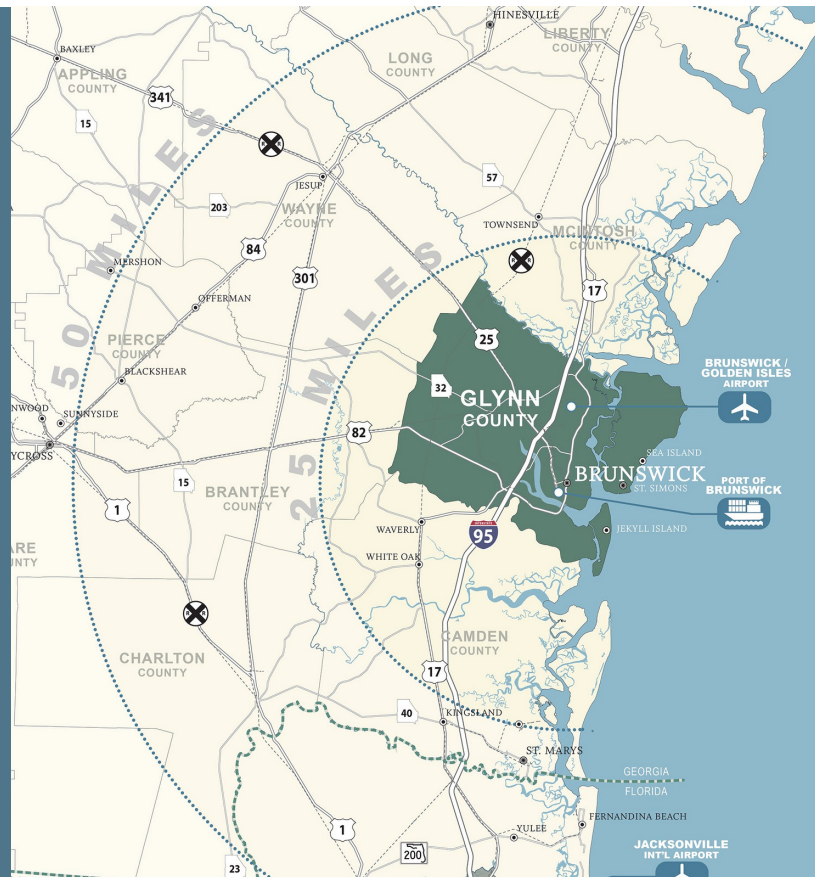 HINESVILLE
LIBERTY
COUNTY
BAXLEY
LONG
COUNTY
APPLING
COUNTY
341
15
R R
57
JESUP
203
WAYNE
COUNTY
TOWNSEND
MCINTOSH
COUNTY
84
R R
MERSHON
301
17
50 MILES
25 MILES
OFFERMAN
25
PIERCE
COUNTY
BRUNSWICK /
GOLDEN ISLES
AIRPORT
BLACKSHEAR
32
GLYNN
COUNTY
NWOOD
SUNNYSIDE
82
YCROSS
SEA ISLAND
BRUNSWICK
ST. SIMONS
PORT OF
BRUNSWICK
15
BRANTLEY
COUNTY
1
WAVERLY
95
JEKYLL ISLAND
ARE
NTY
WHITE OAK
R R
CAMDEN
COUNTY
CHARLTON
COUNTY
17
40
KINGSLAND
ST. MARYS
GEORGIA
FLORIDA
FERNANDINA BEACH
1
YULEE
200
JACKSONVILLE
INT'L AIRPORT
23